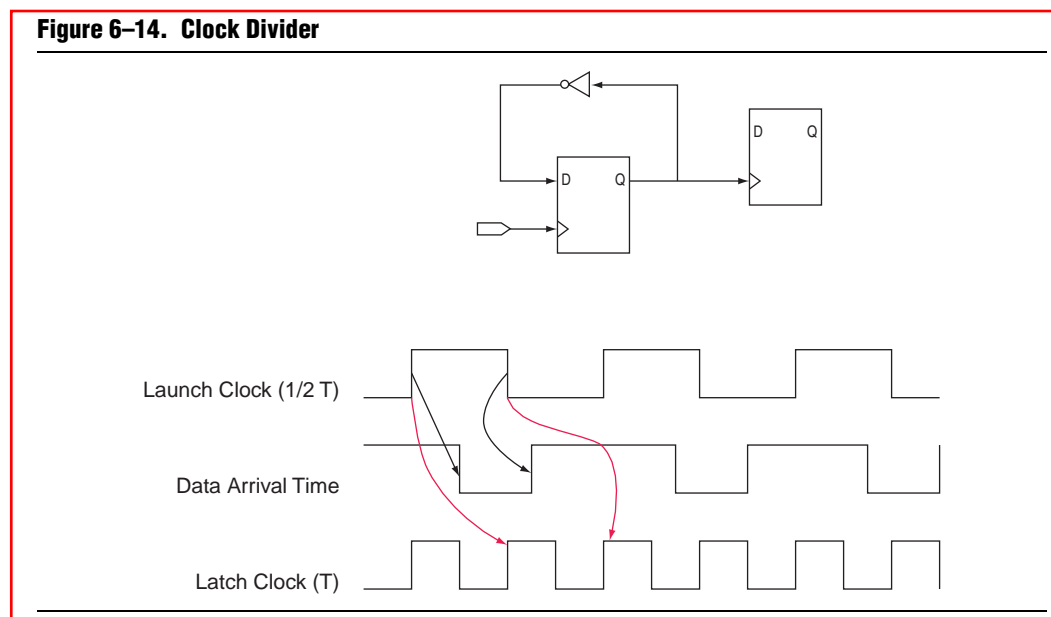 Figure 6–14. Clock Divider
D Q
D Q
Launch Clock (1/2 T)
Data Arrival Time
Latch Clock (T)